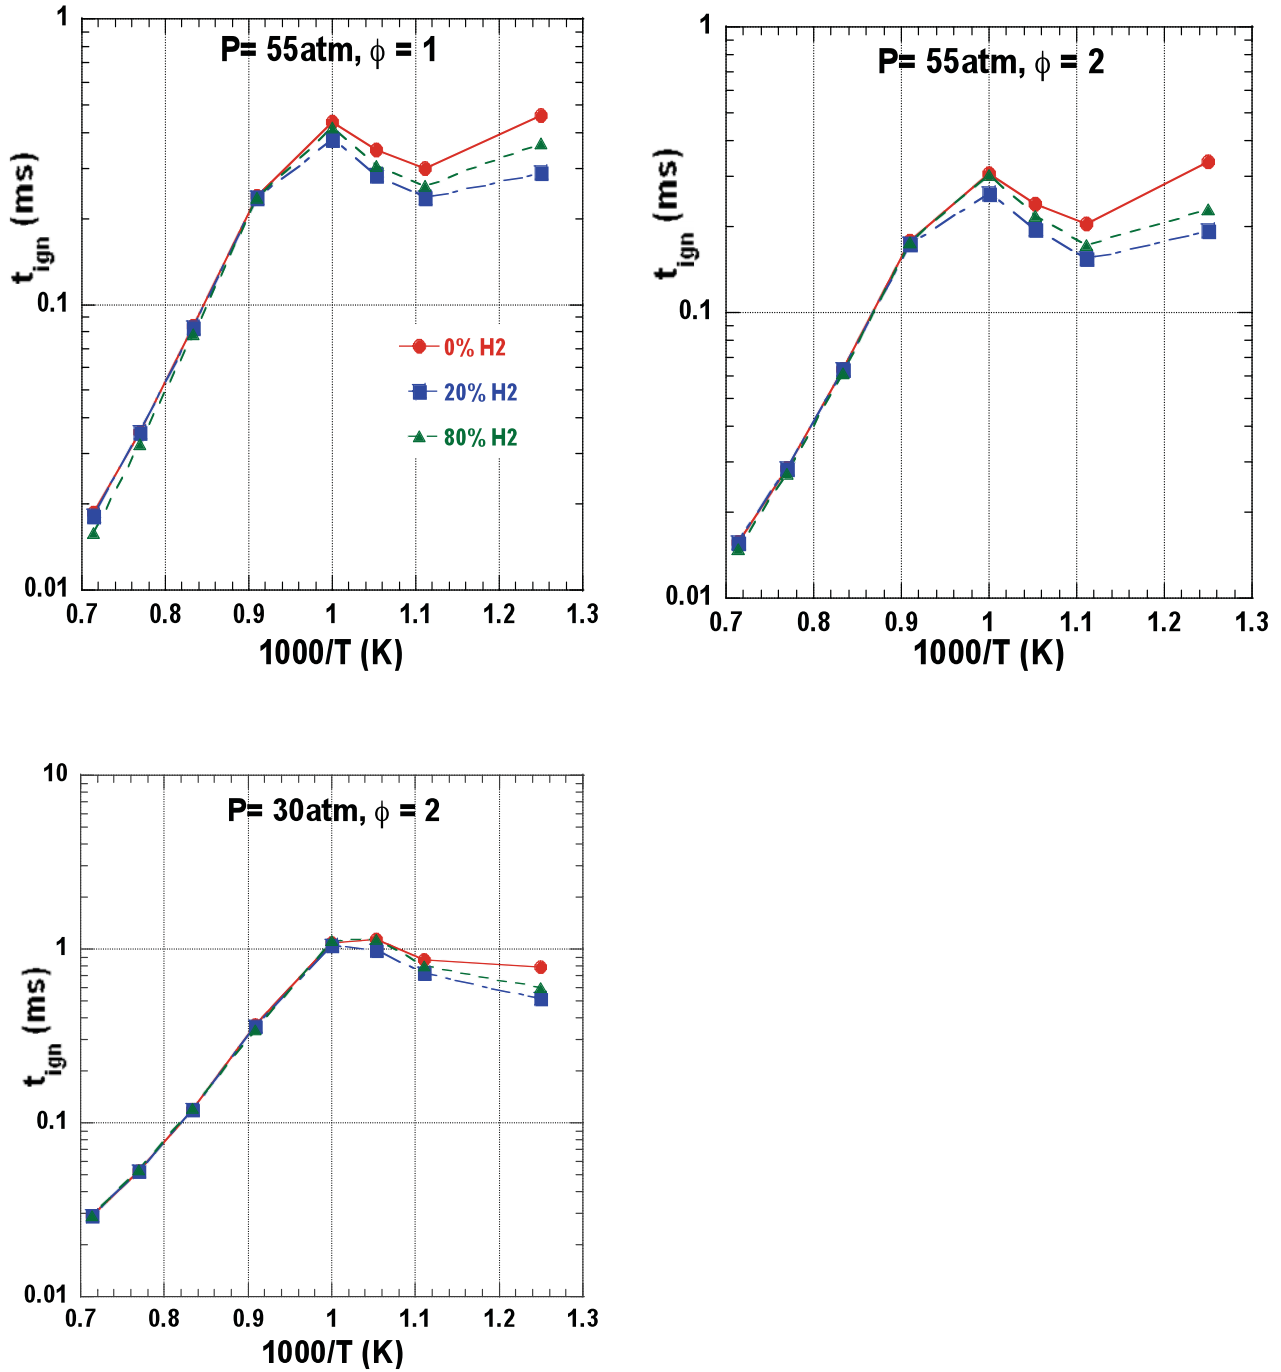 P= 55atm, ϕ = 1
1
0.1
0.01
t_ign (ms)
0% H2
20% H2
80% H2
0.7 0.8 0.9 1 1.1 1.2 1.3
1000/T (K)
P= 55atm, ϕ = 2
1
0.1
0.01
t_ign (ms)
0.7 0.8 0.9 1 1.1 1.2 1.3
1000/T (K)
P= 30atm, ϕ = 2
10
1
0.1
0.01
t_ign (ms)
0.7 0.8 0.9 1 1.1 1.2 1.3
1000/T (K)